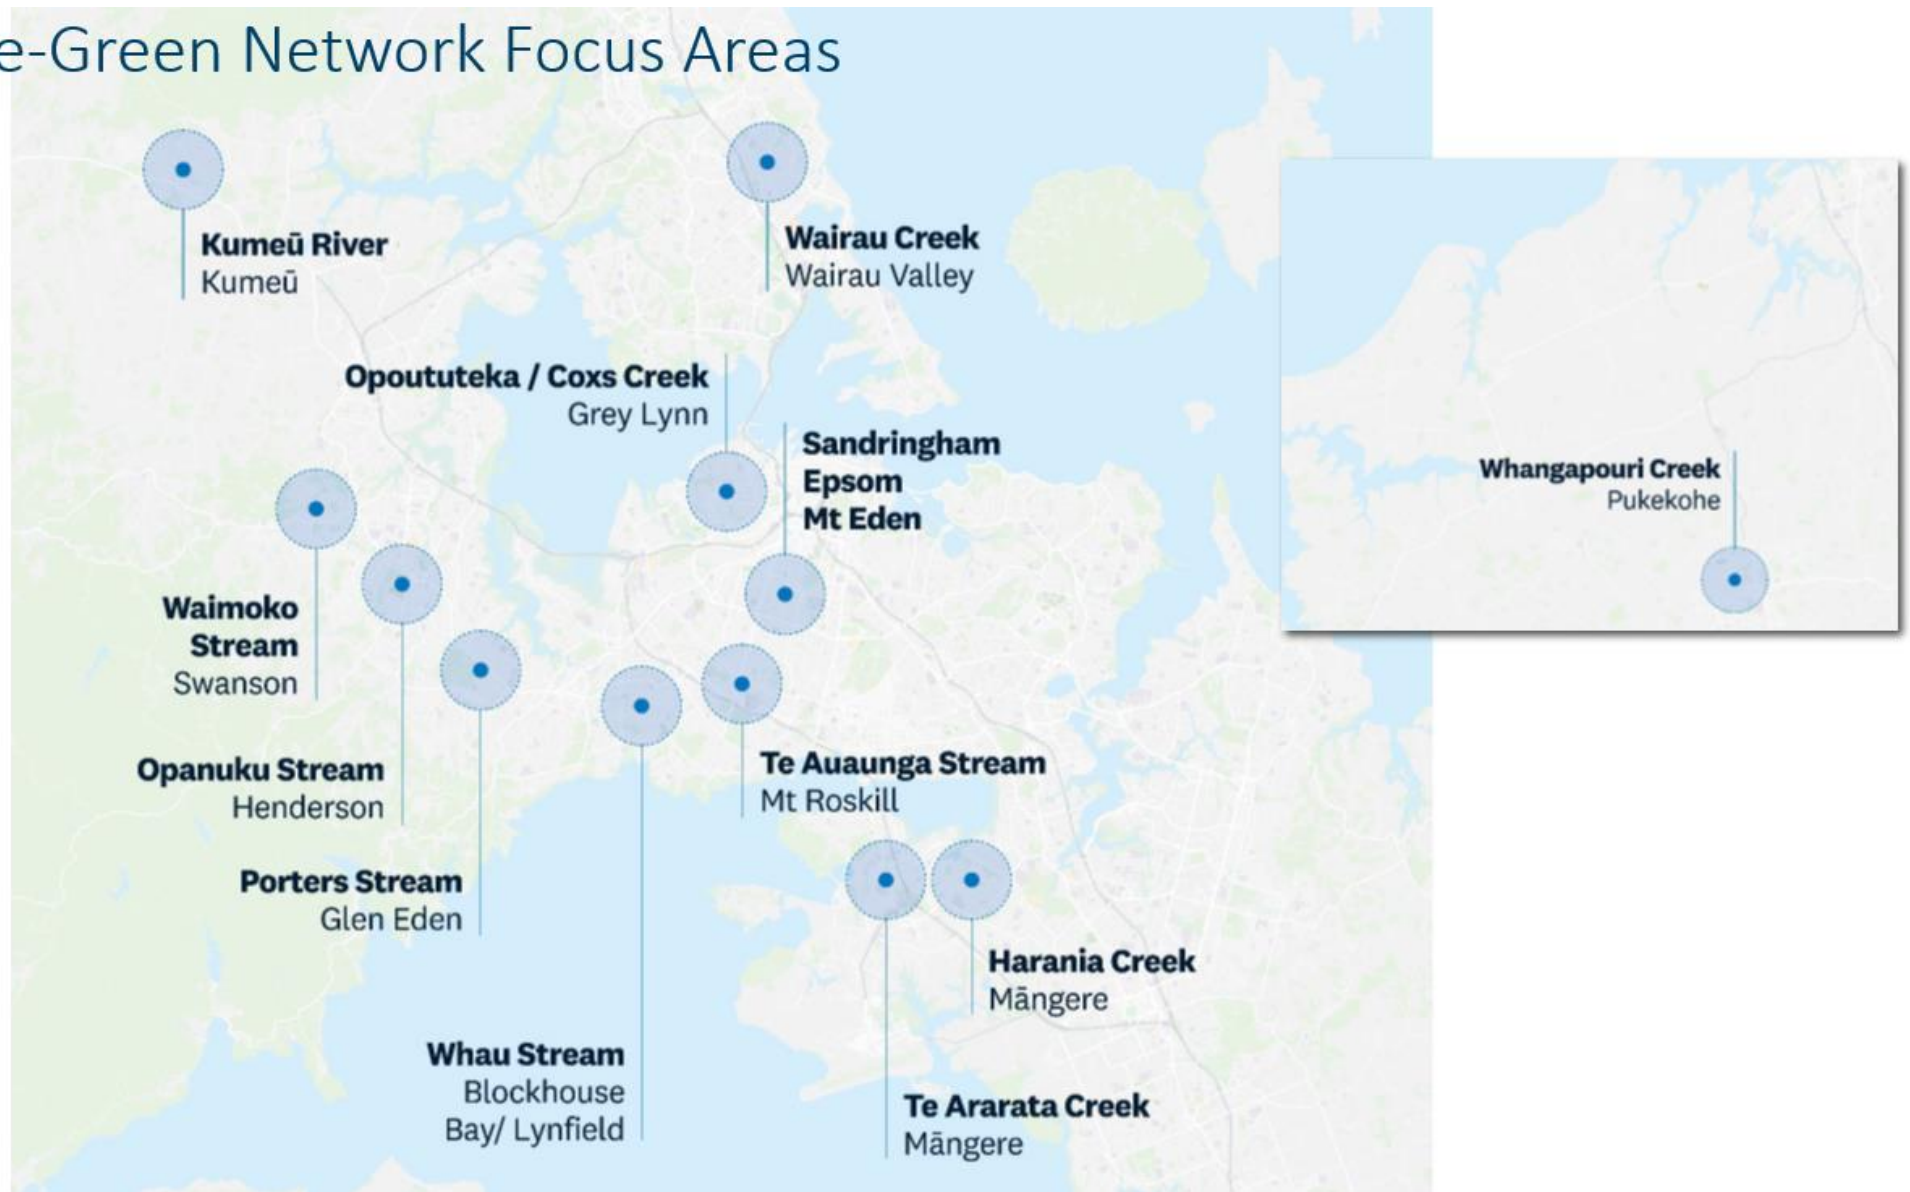 e-Green Network Focus Areas
Kumeū River
Kumeū
Wairau Creek
Wairau Valley
Opoututeka / Coxs Creek
Grey Lynn
Sandringham
Epsom
Mt Eden
Whangapouri Creek
Pukekohe
Waimoko
Stream
Swanson
Opanuku Stream
Henderson
Te Auaunga Stream
Mt Roskill
Porters Stream
Glen Eden
Harania Creek
Māngere
Whau Stream
Blockhouse
Bay/ Lynfield
Te Ararata Creek
Māngere